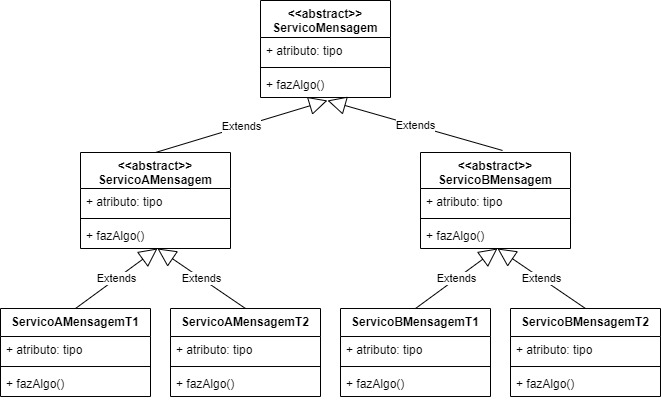 <<abstract>>
ServicoMensagem
+ atributo: tipo
+ fazAlgo()
Extends
Extends
<<abstract>>
ServicoAMensagem
+ atributo: tipo
+ fazAlgo()
<<abstract>>
ServicoBMensagem
+ atributo: tipo
+ fazAlgo()
Extends
Extends
Extends
Extends
ServicoAMensagemT1
+ atributo: tipo
+ fazAlgo()
ServicoAMensagemT2
+ atributo: tipo
+ fazAlgo()
ServicoBMensagemT1
+ atributo: tipo
+ fazAlgo()
ServicoBMensagemT2
+ atributo: tipo
+ fazAlgo()